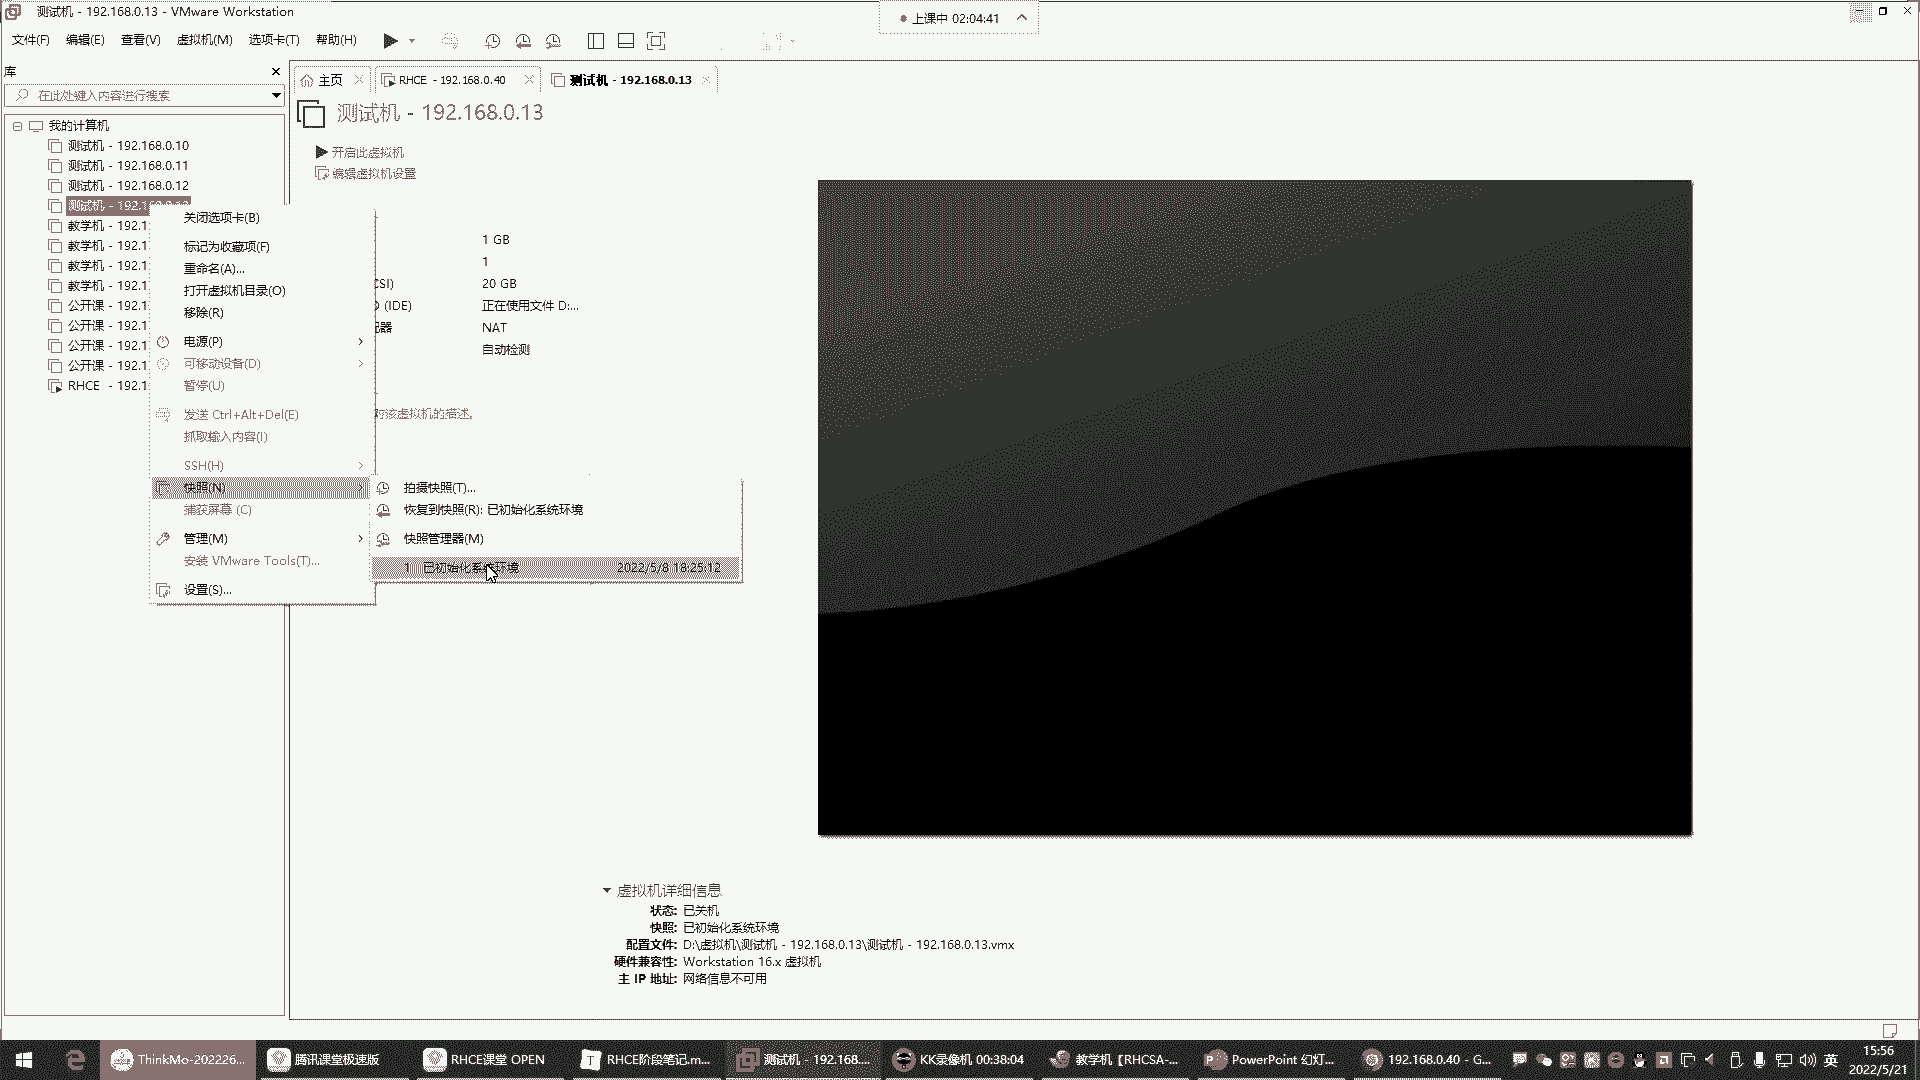 测试机 - 192.168.0.13 - VMware Workstation
上课中 02:04:41
文件(F) 编辑(E) 查看(V) 虚拟机(M) 选项卡(T) 帮助(H)
库
在此处键入内容进行搜索
我的计算机
测试机 - 192.168.0.10
测试机 - 192.168.0.11
测试机 - 192.168.0.12
测试机 - 192.168.0.13
教学机 - 192.1
教学机 - 192.1
教学机 - 192.1
教学机 - 192.1
公开课 - 192.1
公开课 - 192.1
公开课 - 192.1
公开课 - 192.1
RHCE - 192.1
主页
RHCE - 192.168.0.40
测试机 - 192.168.0.13
测试机 - 192.168.0.13
开启此虚拟机
编辑虚拟机设置
1 GB
1
CSI) 20 GB
(IDE) 正在使用文件 D:...
配器 NAT
自动检测
对该虚拟机的描述。
关闭选项卡(B)
标记为收藏项(F)
重命名(A)...
打开虚拟机目录(O)
移除(R)
电源(P)
可移动设备(D)
暂停(U)
发送 Ctrl+Alt+Del(E)
抓取输入内容(I)
SSH(H)
快照(N)
捕获屏幕 (C)
管理(M)
安装 VMware Tools(T)...
设置(S)...
拍摄快照(T)...
恢复到快照(R): 已初始化系统环境
快照管理器(M)
1 已初始化系统环境 2022/5/8 18:25:12
虚拟机详细信息
状态: 已关机
快照: 已初始化系统环境
配置文件: D:\虚拟机\测试机 - 192.168.0.13\测试机 - 192.168.0.13.vmx
硬件兼容性: Workstation 16.x 虚拟机
主 IP 地址: 网络信息不可用
ThinkMo-202226...
腾讯课堂极速版
RHCE课堂 OPEN
RHCE阶段笔记.m...
测试机 - 192.168....
KK录像机 00:38:04
教学机【RHCSA-...
PowerPoint 幻灯...
192.168.0.40 - G...
英
15:56
2022/5/21